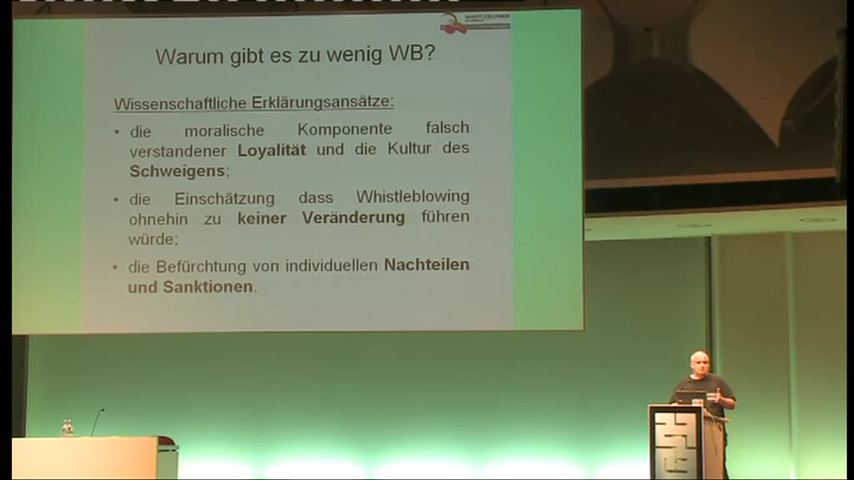 WHISTLEBLOWER
Warum gibt es zu wenig WB?
Wissenschaftliche Erklärungsansätze:
• die moralische Komponente falsch
verstandener Loyalität und die Kultur des
Schweigens;
• die Einschätzung dass Whistleblowing
ohnehin zu keiner Veränderung führen
würde;
• die Befürchtung von individuellen Nachteilen
und Sanktionen.